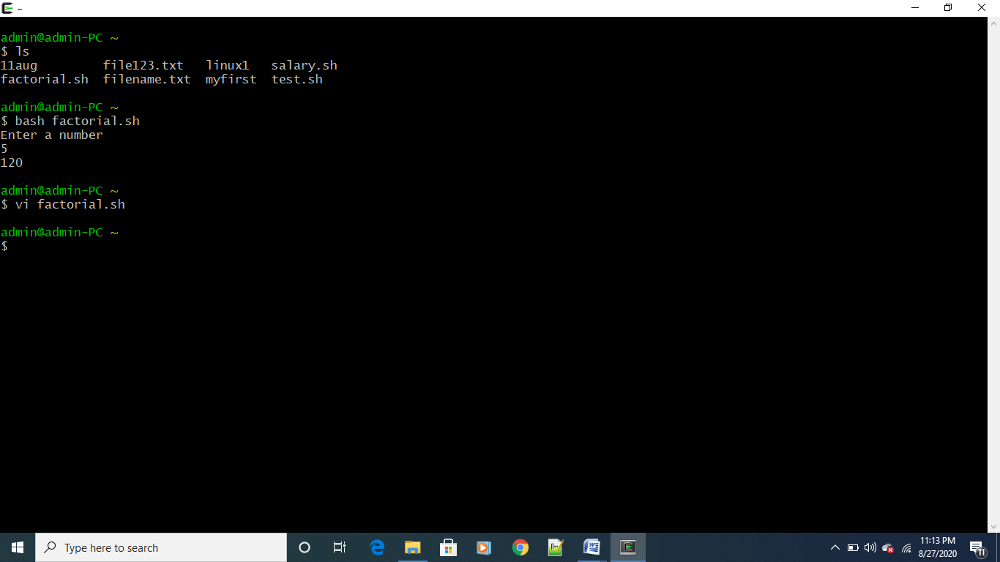 ~
admin@admin-PC ~
$ ls
11aug         file123.txt   linux1   salary.sh
factorial.sh  filename.txt  myfirst  test.sh

admin@admin-PC ~
$ bash factorial.sh
Enter a number
5
120

admin@admin-PC ~
$ vi factorial.sh

admin@admin-PC ~
$
Type here to search
11:13 PM
8/27/2020
11